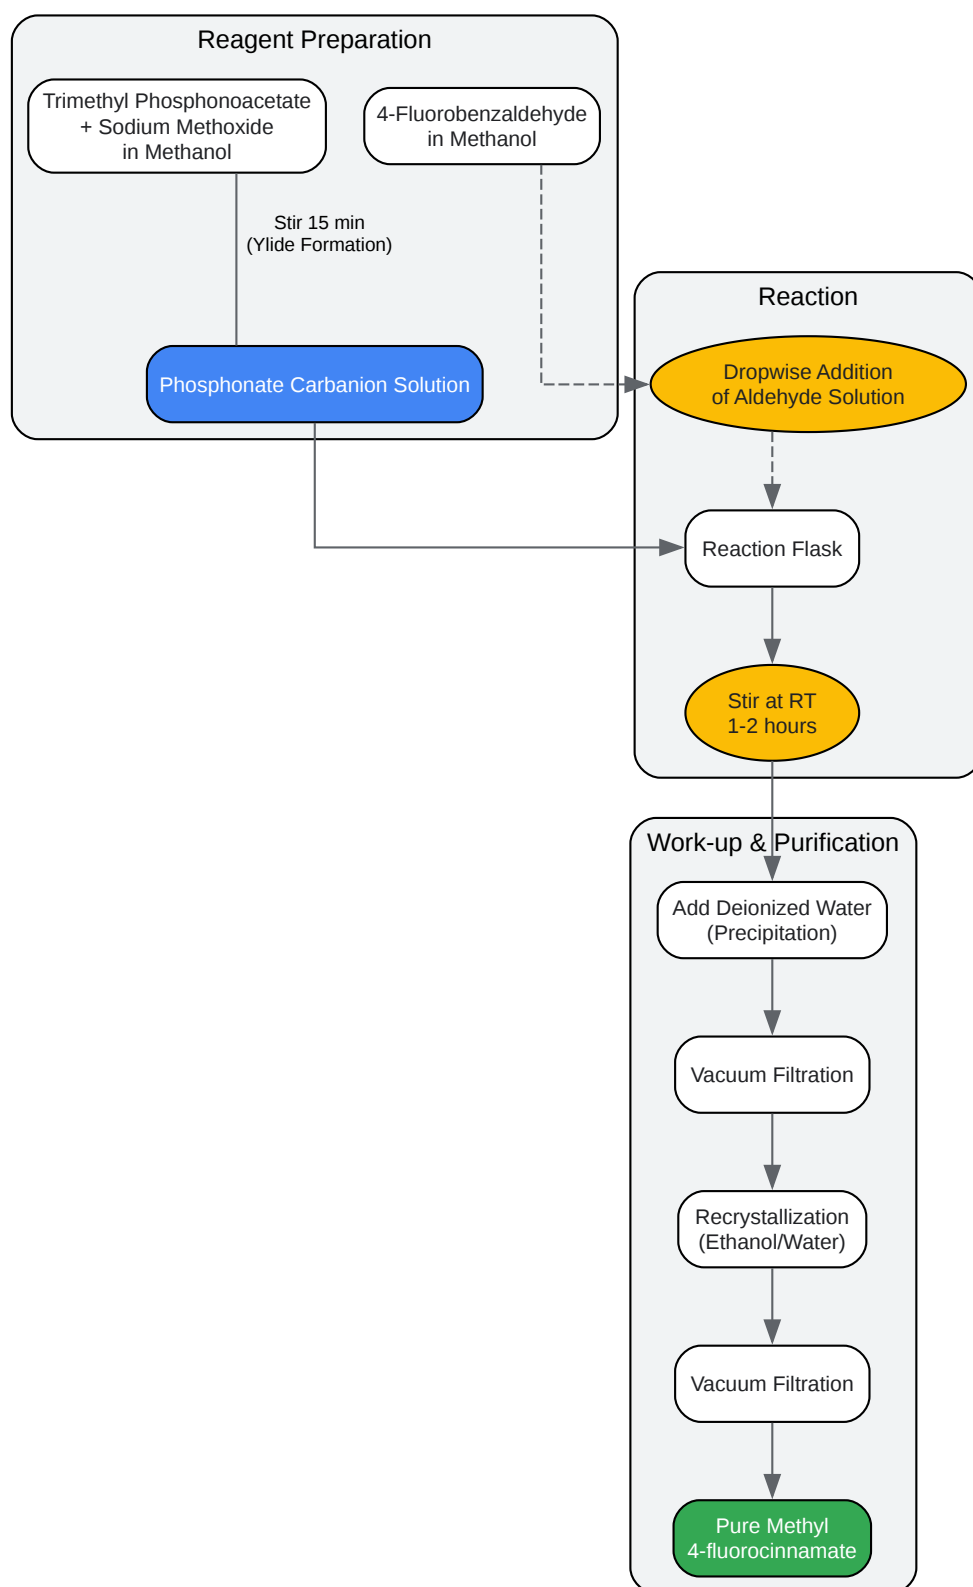 Reagent Preparation
Trimethyl Phosphonoacetate
+ Sodium Methoxide
in Methanol
4-Fluorobenzaldehyde
in Methanol
Stir 15 min
(Ylide Formation)
Phosphonate Carbanion Solution
Reaction
Dropwise Addition
of Aldehyde Solution
Reaction Flask
Stir at RT
1-2 hours
Work-up & Purification
Add Deionized Water
(Precipitation)
Vacuum Filtration
Recrystallization
(Ethanol/Water)
Vacuum Filtration
Pure Methyl
4-fluorocinnamate